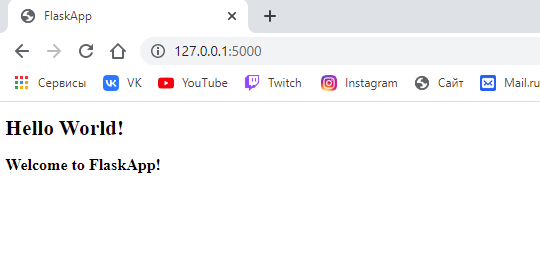 FlaskApp
127.0.0.1:5000
Сервисы VK YouTube Twitch Instagram Сайт Mail.ru
Hello World!
Welcome to FlaskApp!